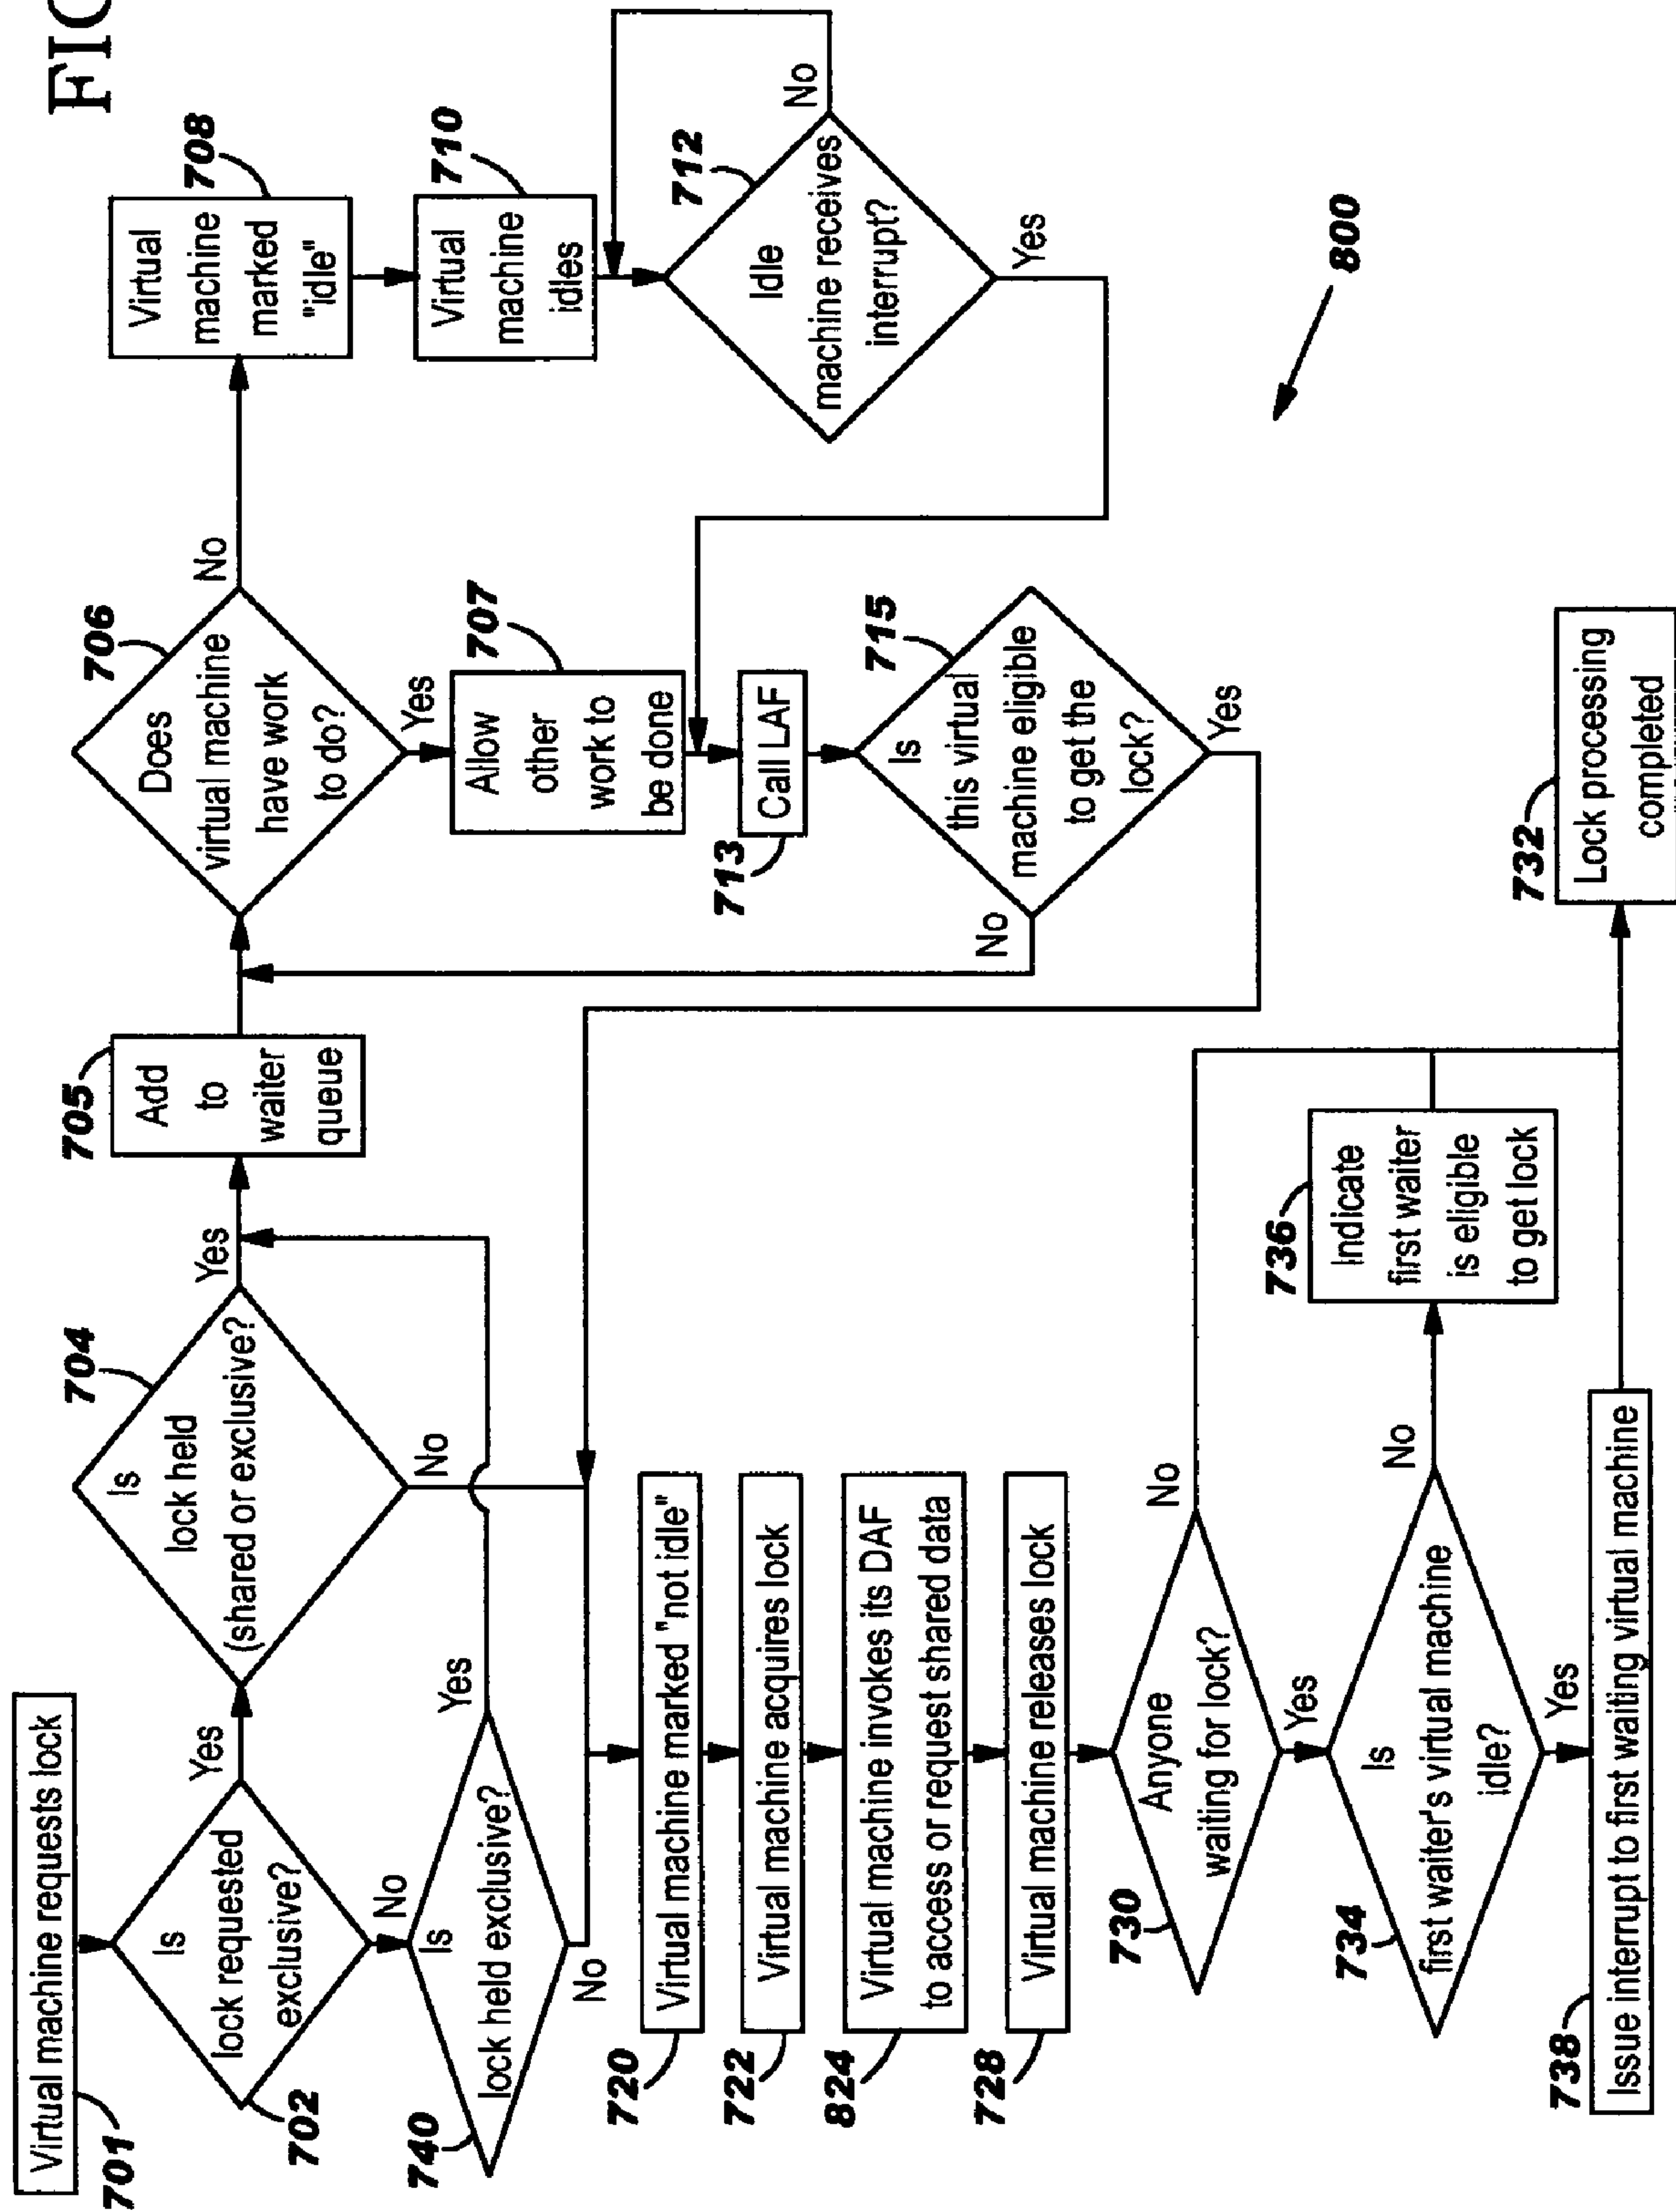 FIG
Virtual machine requests lock
701
Is
lock requested
exclusive?
702
Yes
No
Is
lock held
(shared or exclusive?
704
Yes
No
Is
lock held exclusive?
740
Yes
No
Add
to
waiter
queue
705
Does
virtual machine
have work
to do?
706
No
Yes
Virtual
machine
marked
"idle"
708
Virtual
machine
idles
710
Idle
machine receives
interrupt?
712
No
Yes
Allow
other
work to
be done
707
Call LAF
713
Is
this virtual
machine eligible
to get the
lock?
715
No
Yes
Virtual machine marked "not idle"
720
Virtual machine acquires lock
722
Virtual machine invokes its DAF
to access or request shared data
824
Virtual machine releases lock
728
Anyone
waiting for lock?
730
No
Yes
Is
first waiter's virtual machine
idle?
734
No
Yes
Indicate
first waiter
is eligible
to get lock
736
Issue interrupt to first waiting virtual machine
738
Lock processing
completed
732
800